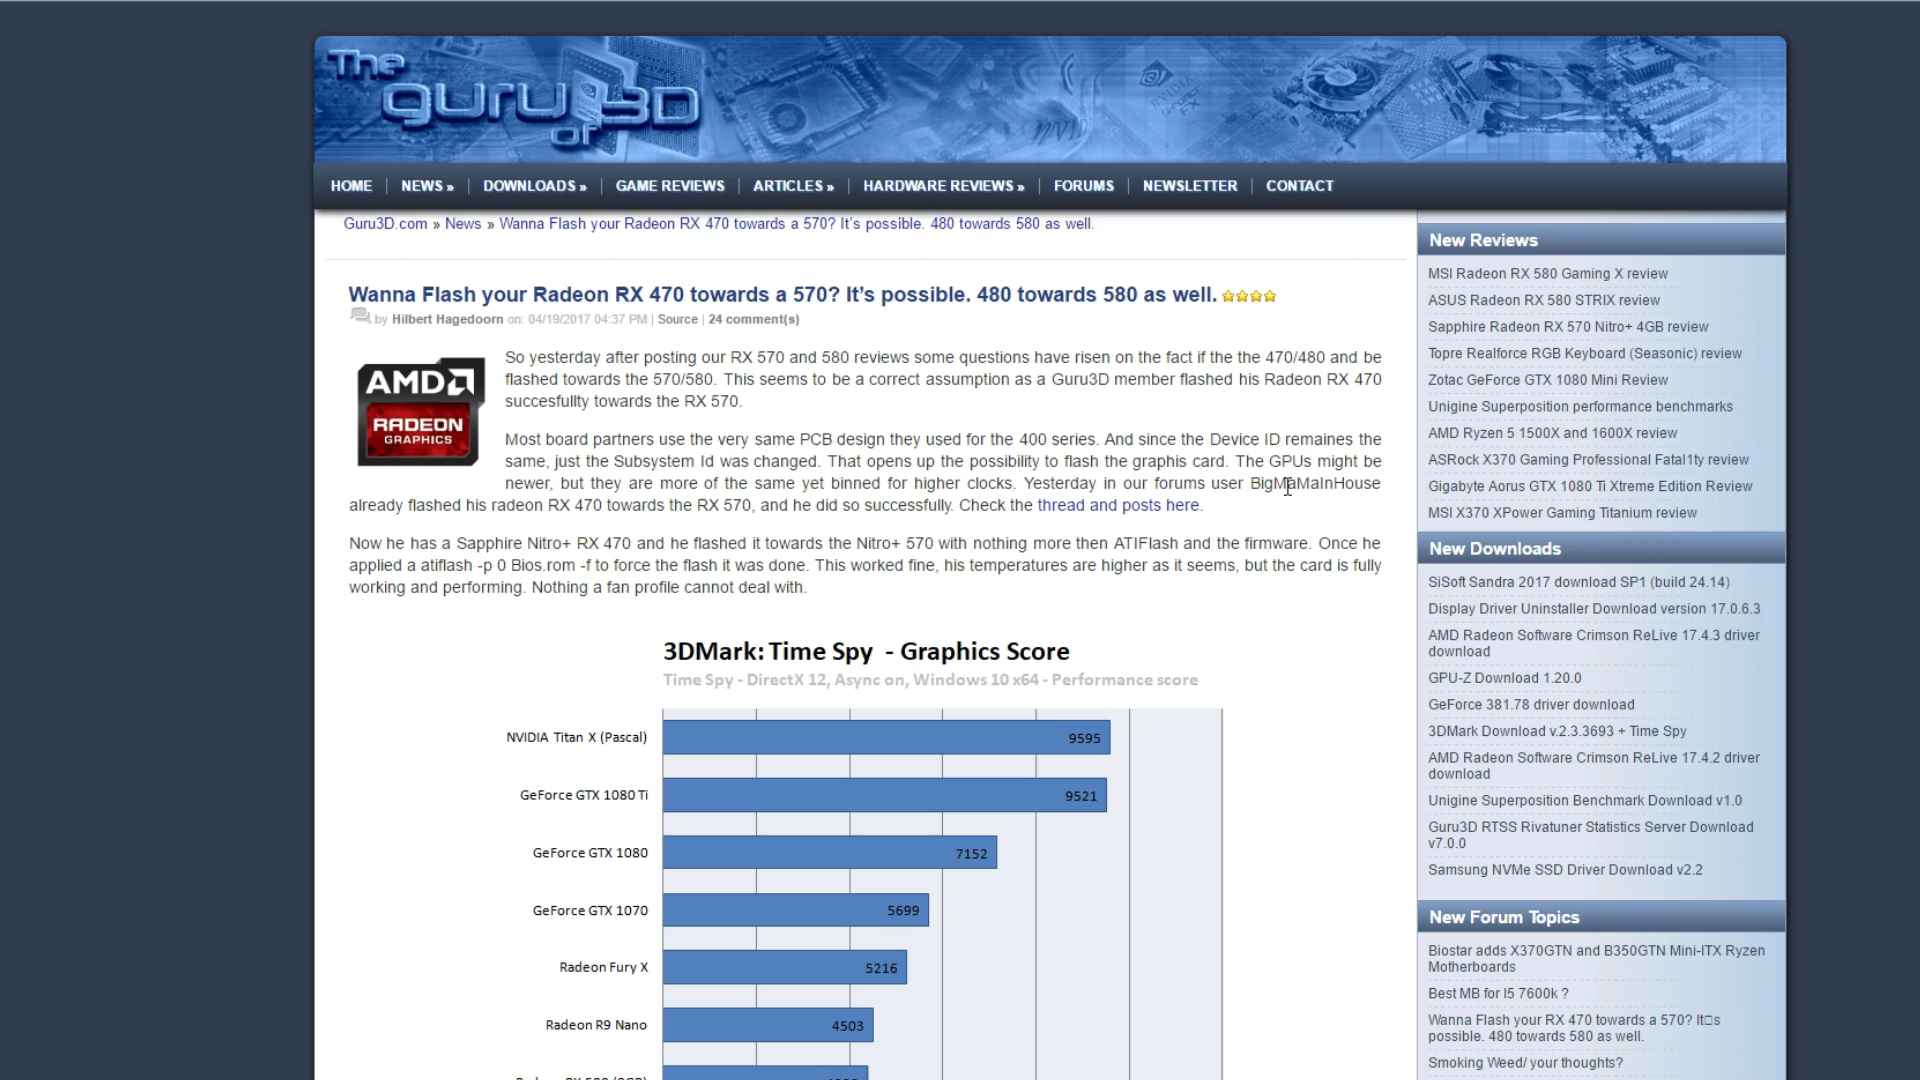 The
guru
of 3D
HOME
NEWS »
DOWNLOADS »
GAME REVIEWS
ARTICLES »
HARDWARE REVIEWS »
FORUMS
NEWSLETTER
CONTACT
Guru3D.com » News » Wanna Flash your Radeon RX 470 towards a 570? It's possible. 480 towards 580 as well.
Wanna Flash your Radeon RX 470 towards a 570? It's possible. 480 towards 580 as well.
by Hilbert Hagedoorn on: 04/19/2017 04:37 PM | Source | 24 comment(s)
AMD
RADEON
GRAPHICS
So yesterday after posting our RX 570 and 580 reviews some questions have risen on the fact if the the 470/480 and be
flashed towards the 570/580. This seems to be a correct assumption as a Guru3D member flashed his Radeon RX 470
succesfullty towards the RX 570.
Most board partners use the very same PCB design they used for the 400 series. And since the Device ID remaines the
same, just the Subsystem Id was changed. That opens up the possibility to flash the graphis card. The GPUs might be
newer, but they are more of the same yet binned for higher clocks. Yesterday in our forums user BigMaMaInHouse
already flashed his radeon RX 470 towards the RX 570, and he did so successfully. Check the thread and posts here.
Now he has a Sapphire Nitro+ RX 470 and he flashed it towards the Nitro+ 570 with nothing more then ATIFlash and the firmware. Once he
applied a atiflash -p 0 Bios.rom -f to force the flash it was done. This worked fine, his temperatures are higher as it seems, but the card is fully
working and performing. Nothing a fan profile cannot deal with.
3DMark: Time Spy - Graphics Score
Time Spy - DirectX 12, Async on, Windows 10 x64 - Performance score
NVIDIA Titan X (Pascal) 9595
GeForce GTX 1080 Ti 9521
GeForce GTX 1080 7152
GeForce GTX 1070 5699
Radeon Fury X 5216
Radeon R9 Nano 4503
New Reviews
MSI Radeon RX 580 Gaming X review
ASUS Radeon RX 580 STRIX review
Sapphire Radeon RX 570 Nitro+ 4GB review
Topre Realforce RGB Keyboard (Seasonic) review
Zotac GeForce GTX 1080 Mini Review
Unigine Superposition performance benchmarks
AMD Ryzen 5 1500X and 1600X review
ASRock X370 Gaming Professional Fatal1ty review
Gigabyte Aorus GTX 1080 Ti Xtreme Edition Review
MSI X370 XPower Gaming Titanium review
New Downloads
SiSoft Sandra 2017 download SP1 (build 24.14)
Display Driver Uninstaller Download version 17.0.6.3
AMD Radeon Software Crimson ReLive 17.4.3 driver
download
GPU-Z Download 1.20.0
GeForce 381.78 driver download
3DMark Download v.2.3.3693 + Time Spy
AMD Radeon Software Crimson ReLive 17.4.2 driver
download
Unigine Superposition Benchmark Download v1.0
Guru3D RTSS Rivatuner Statistics Server Download
v7.0.0
Samsung NVMe SSD Driver Download v2.2
New Forum Topics
Biostar adds X370GTN and B350GTN Mini-ITX Ryzen
Motherboards
Best MB for I5 7600k ?
Wanna Flash your RX 470 towards a 570? It□s
possible. 480 towards 580 as well.
Smoking Weed/ your thoughts?